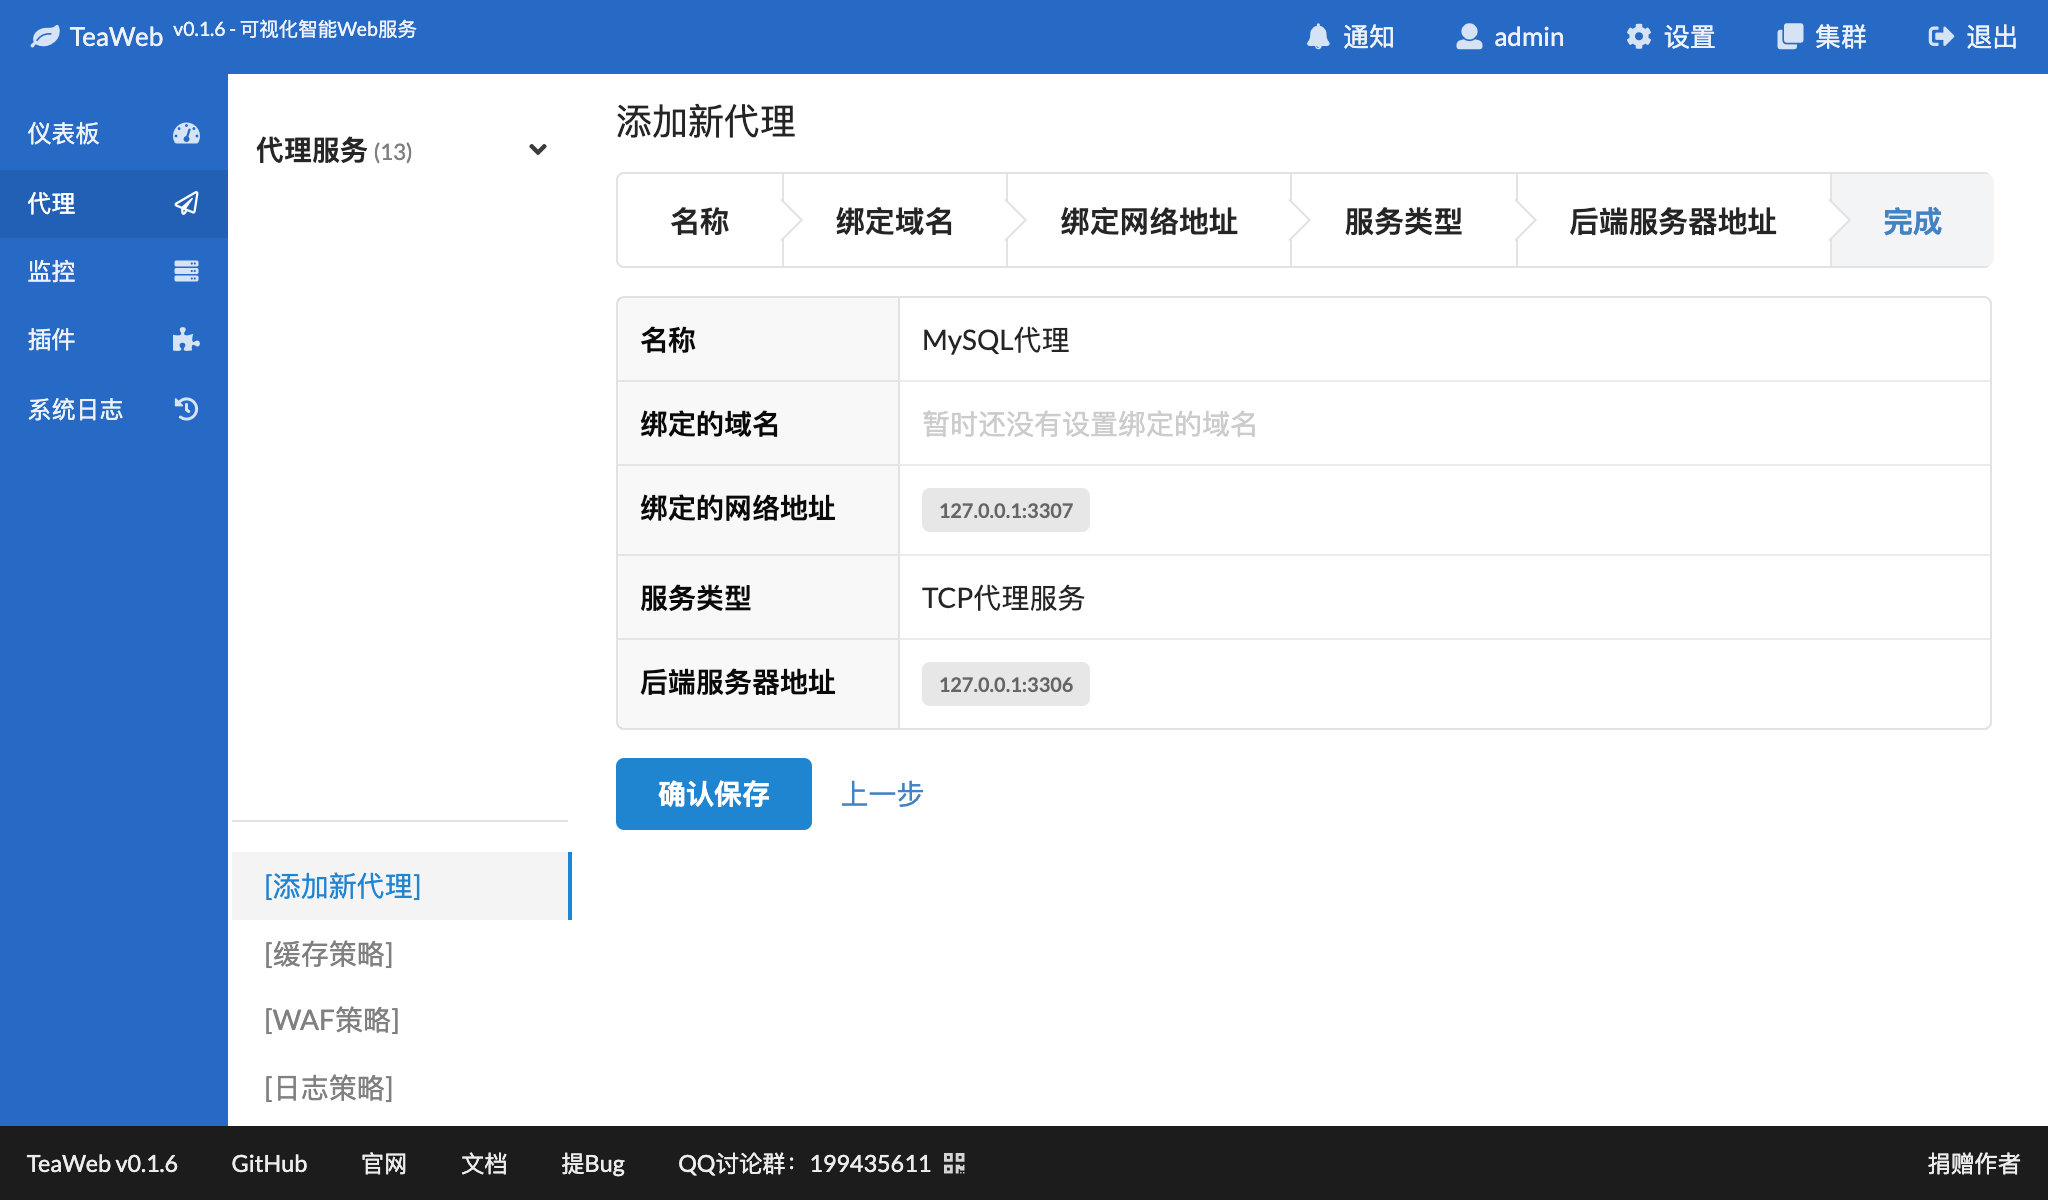 TeaWeb v0.1.6 - 可视化智能Web服务
通知 admin 设置 集群 退出
仪表板
代理
监控
插件
系统日志
代理服务 (13)
[添加新代理]
[缓存策略]
[WAF策略]
[日志策略]
添加新代理
名称 绑定域名 绑定网络地址 服务类型 后端服务器地址 完成
名称 MySQL代理
绑定的域名 暂时还没有设置绑定的域名
绑定的网络地址 127.0.0.1:3307
服务类型 TCP代理服务
后端服务器地址 127.0.0.1:3306
确认保存 上一步
TeaWeb v0.1.6 GitHub 官网 文档 提Bug QQ讨论群：199435611 捐赠作者